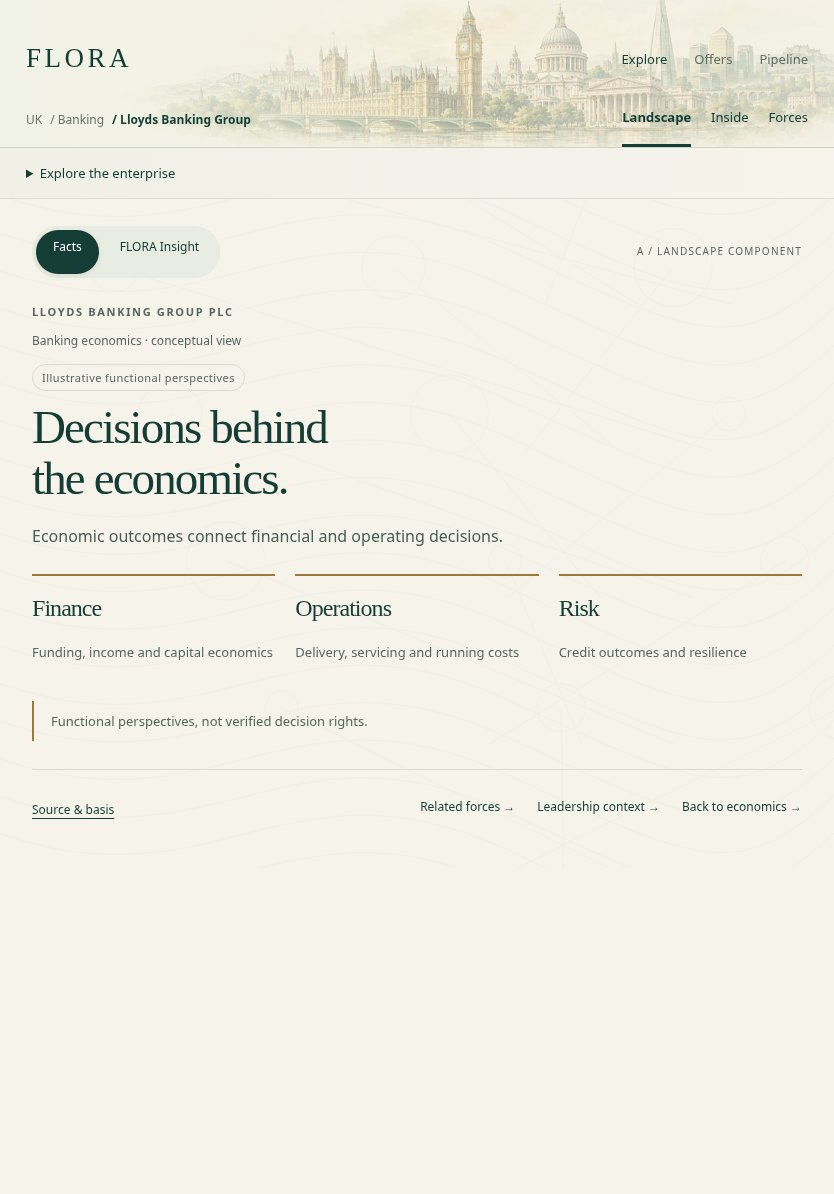 FLORA
Explore Offers Pipeline
UK / Banking / Lloyds Banking Group
Landscape Inside Forces
▶ Explore the enterprise
Facts FLORA Insight
A / LANDSCAPE COMPONENT
LLOYDS BANKING GROUP PLC
Banking economics · conceptual view
Illustrative functional perspectives
Decisions behind
the economics.
Economic outcomes connect financial and operating decisions.
Finance
Funding, income and capital economics
Operations
Delivery, servicing and running costs
Risk
Credit outcomes and resilience
Functional perspectives, not verified decision rights.
Source & basis
Related forces → Leadership context → Back to economics →